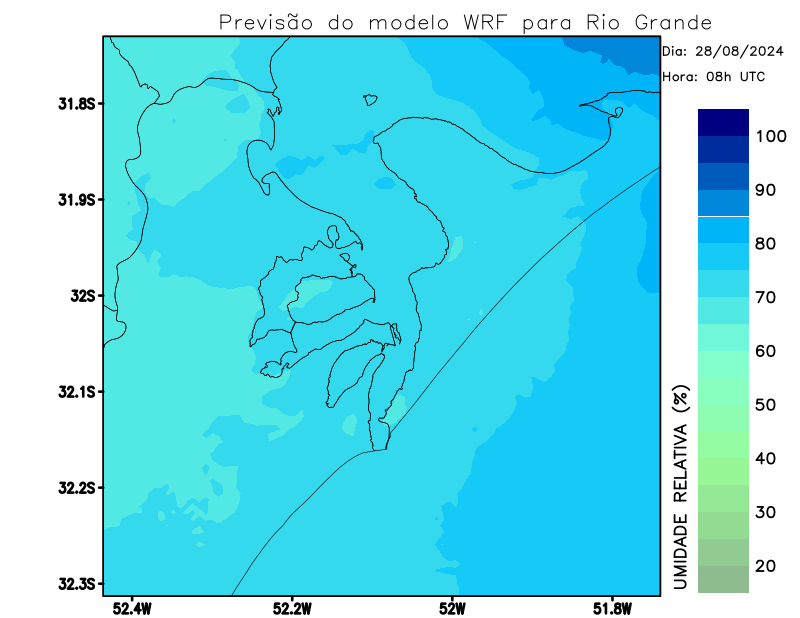 Previsão do modelo WRF para Rio Grande
Dia: 28/08/2024
Hora: 08h UTC
31.8S
31.9S
32S
32.1S
32.2S
32.3S
52.4W
52.2W
52W
51.8W
UMIDADE RELATIVA (%)
100
90
80
70
60
50
40
30
20